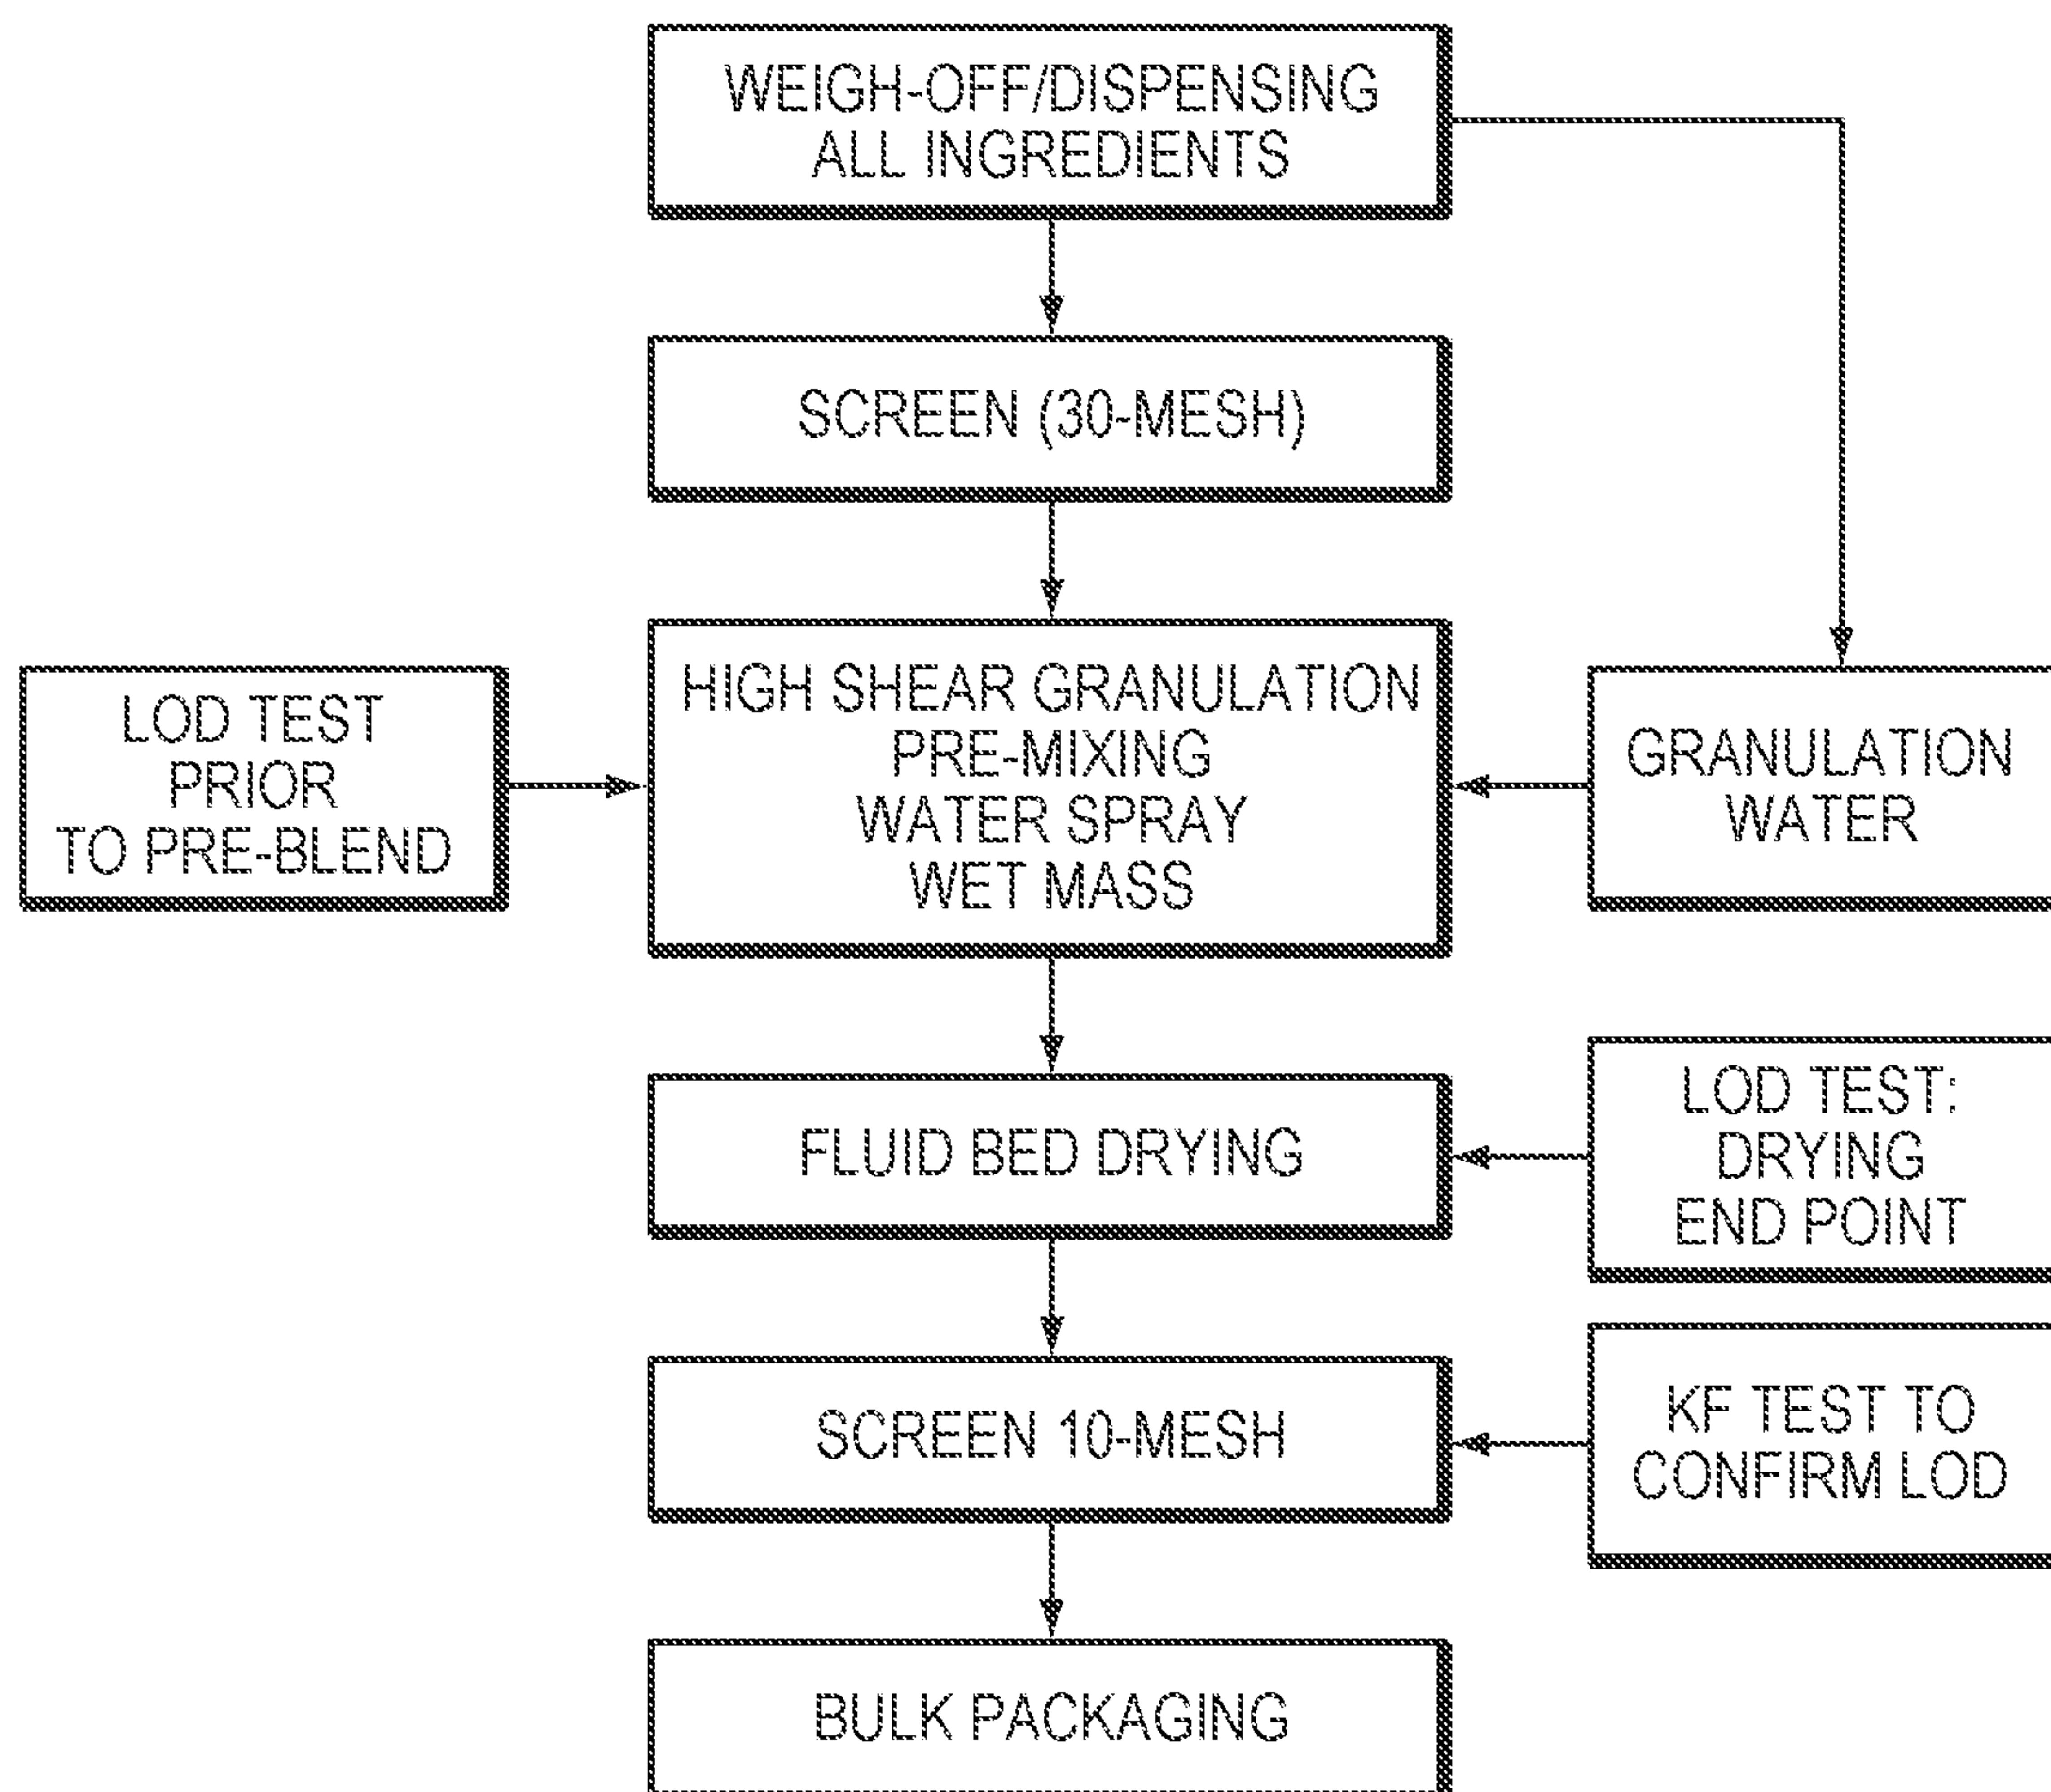 WEIGH-OFF/DISPENSING
ALL INGREDIENTS
SCREEN (30-MESH)
LOD TEST
PRIOR
TO PRE-BLEND
HIGH SHEAR GRANULATION
PRE-MIXING
WATER SPRAY
WET MASS
GRANULATION
WATER
FLUID BED DRYING
LOD TEST:
DRYING
END POINT
SCREEN 10-MESH
KF TEST TO
CONFIRM LOD
BULK PACKAGING